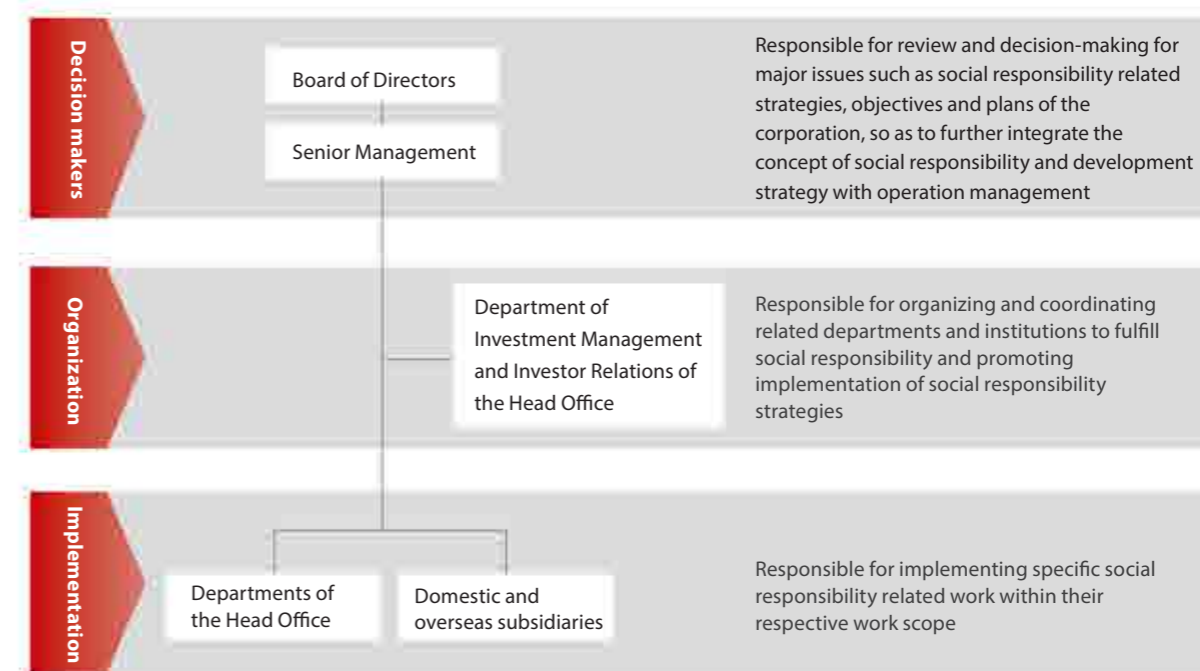 Decision makers
Board of Directors
Senior Management
Responsible for review and decision-making for
major issues such as social responsibility related
strategies, objectives and plans of the
corporation, so as to further integrate the
concept of social responsibility and development
strategy with operation management
Organization
Department of
Investment Management
and Investor Relations of
the Head Office
Responsible for organizing and coordinating
related departments and institutions to fulfill
social responsibility and promoting
implementation of social responsibility
strategies
Implementation
Departments of
the Head Office
Domestic and
overseas subsidiaries
Responsible for implementing specific social
responsibility related work within their
respective work scope